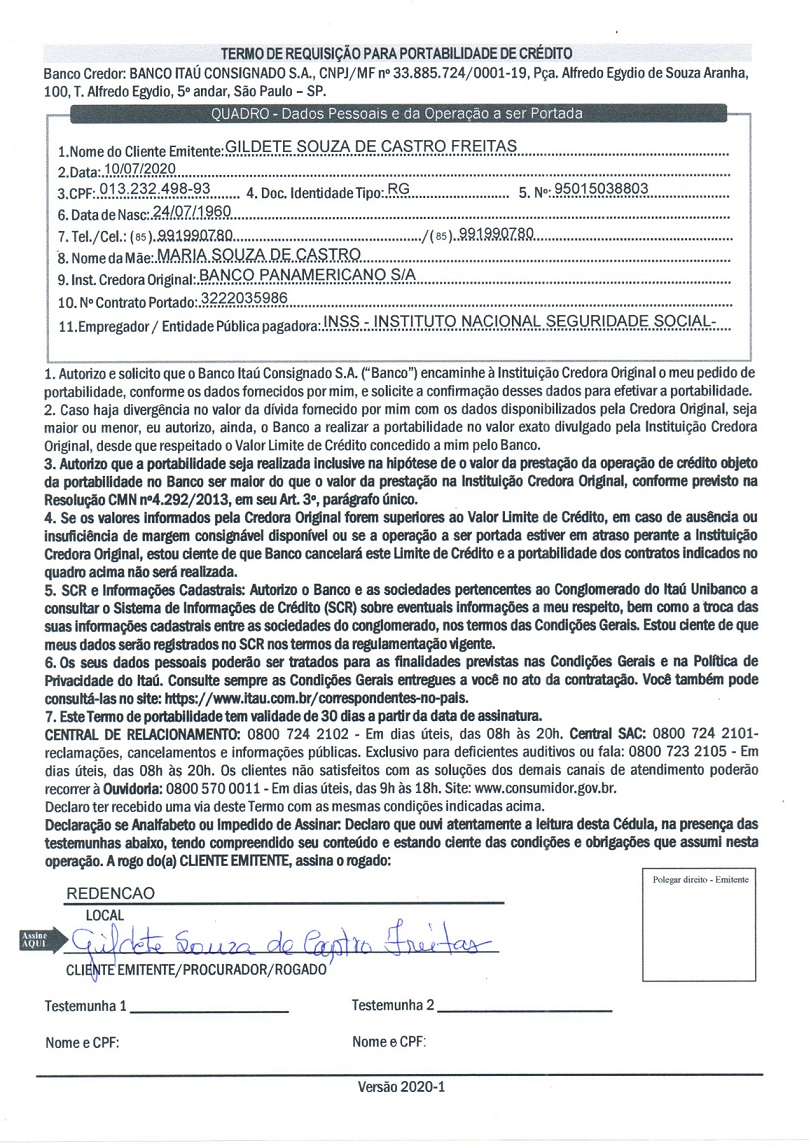 TERMO DE REQUISIÇÃO PARA PORTABILIDADE DE CRÉDITO
Banco Credor: BANCO ITAÚ CONSIGNADO S.A., CNPJ/MF nº 33.885.724/0001-19, Pça. Alfredo Egydio de Souza Aranha,
100, T. Alfredo Egydio, 5º andar, São Paulo – SP.
QUADRO - Dados Pessoais e da Operação a ser Portada
1.Nome do Cliente Emitente: GILDETE SOUZA DE CASTRO FREITAS
2.Data: 10/07/2020
3.CPF: 013.232.498-93 4. Doc. Identidade Tipo: RG 5. Nº: 95015038803
6. Data de Nasc: 24/07/1960
7. Tel./Cel.: (85) 991990780 /(85) 991990780
8. Nome da Mãe: MARIA SOUZA DE CASTRO
9. Inst. Credora Original: BANCO PANAMERICANO S/A
10. Nº Contrato Portado: 3222035986
11.Empregador / Entidade Pública pagadora: INSS - INSTITUTO NACIONAL SEGURIDADE SOCIAL-
1. Autorizo e solicito que o Banco Itaú Consignado S.A. ("Banco") encaminhe à Instituição Credora Original o meu pedido de
portabilidade, conforme os dados fornecidos por mim, e solicite a confirmação desses dados para efetivar a portabilidade.
2. Caso haja divergência no valor da dívida fornecido por mim com os dados disponibilizados pela Credora Original, seja
maior ou menor, eu autorizo, ainda, o Banco a realizar a portabilidade no valor exato divulgado pela Instituição Credora
Original, desde que respeitado o Valor Limite de Crédito concedido a mim pelo Banco.
3. Autorizo que a portabilidade seja realizada inclusive na hipótese de o valor da prestação da operação de crédito objeto
da portabilidade no Banco ser maior do que o valor da prestação na Instituição Credora Original, conforme previsto na
Resolução CMN nº4.292/2013, em seu Art. 3º, parágrafo único.
4. Se os valores informados pela Credora Original forem superiores ao Valor Limite de Crédito, em caso de ausência ou
insuficiência de margem consignável disponível ou se a operação a ser portada estiver em atraso perante a Instituição
Credora Original, estou ciente de que Banco cancelará este Limite de Crédito e a portabilidade dos contratos indicados no
quadro acima não será realizada.
5. SCR e Informações Cadastrais: Autorizo o Banco e as sociedades pertencentes ao Conglomerado do Itaú Unibanco a
consultar o Sistema de Informações de Crédito (SCR) sobre eventuais informações a meu respeito, bem como a troca das
suas informações cadastrais entre as sociedades do conglomerado, nos termos das Condições Gerais. Estou ciente de que
meus dados serão registrados no SCR nos termos da regulamentação vigente.
6. Os seus dados pessoais poderão ser tratados para as finalidades previstas nas Condições Gerais e na Política de
Privacidade do Itaú. Consulte sempre as Condições Gerais entregues a você no ato da contratação. Você também pode
consultá-las no site: https://www.itau.com.br/correspondentes-no-pais.
7. Este Termo de portabilidade tem validade de 30 dias a partir da data de assinatura.
CENTRAL DE RELACIONAMENTO: 0800 724 2102 - Em dias úteis, das 08h às 20h. Central SAC: 0800 724 2101-
reclamações, cancelamentos e informações públicas. Exclusivo para deficientes auditivos ou fala: 0800 723 2105 - Em
dias úteis, das 08h às 20h. Os clientes não satisfeitos com as soluções dos demais canais de atendimento poderão
recorrer à Ouvidoria: 0800 570 0011 - Em dias úteis, das 9h às 18h. Site: www.consumidor.gov.br.
Declaro ter recebido uma via deste Termo com as mesmas condições indicadas acima.
Declaração se Analfabeto ou Impedido de Assinar: Declaro que ouvi atentamente a leitura desta Cédula, na presença das
testemunhas abaixo, tendo compreendido seu conteúdo e estando ciente das condições e obrigações que assumi nesta
operação. A rogo do(a) CLIENTE EMITENTE, assina o rogado:
Polegar direito - Emitente
REDENCAO
LOCAL
Assine
AQUI
Gildete Souza de Castro Freitas
CLIENTE EMITENTE/PROCURADOR/ROGADO
Testemunha 1 Testemunha 2
Nome e CPF: Nome e CPF:
Versão 2020-1